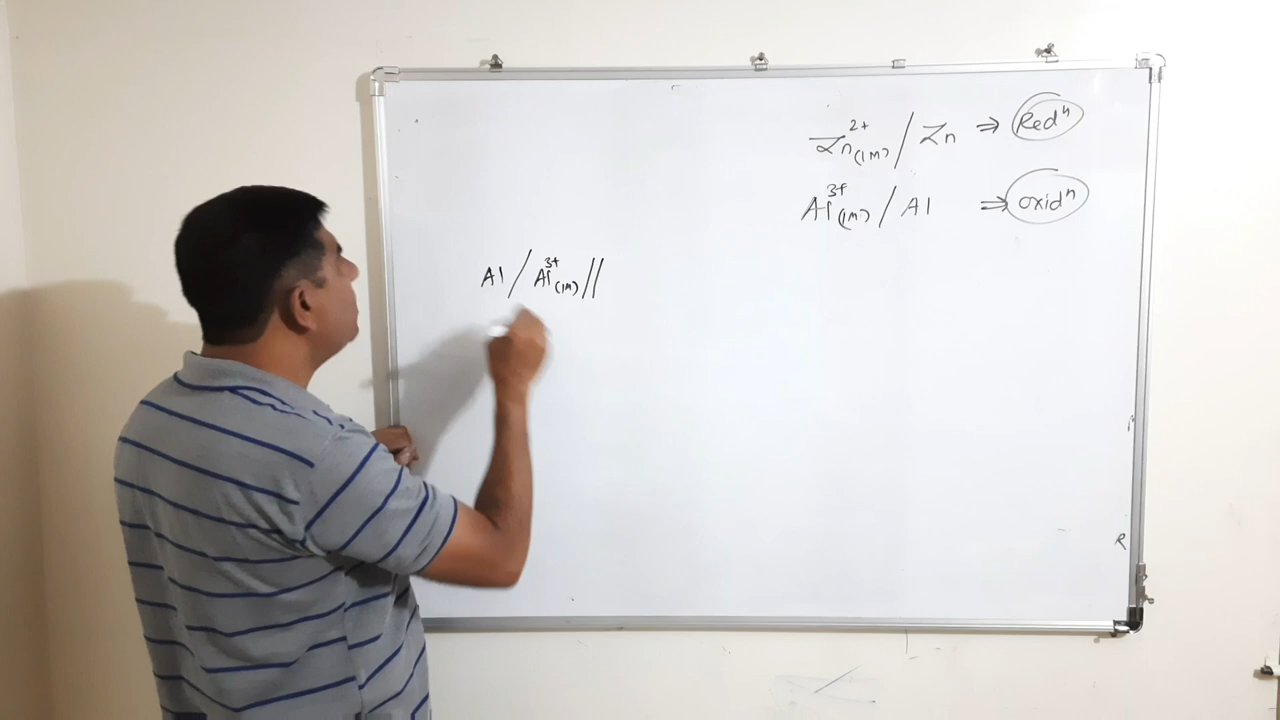 Zn²⁺(1M) / Zn ⇒ Redⁿ
Al³⁺(1M) / Al ⇒ oxidⁿ
Al / Al³⁺(1M) //
R